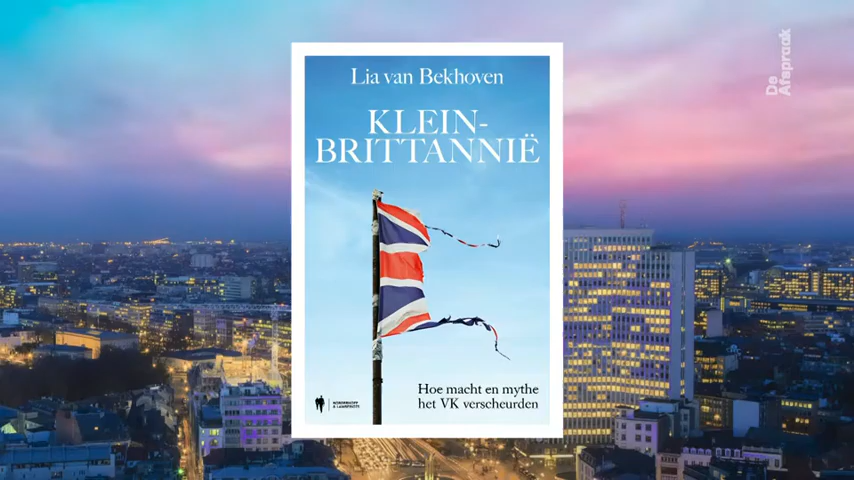 De
Afspraak
Lia van Bekhoven
KLEIN-
BRITTANNIË
Hoe macht en mythe
het VK verscheurden